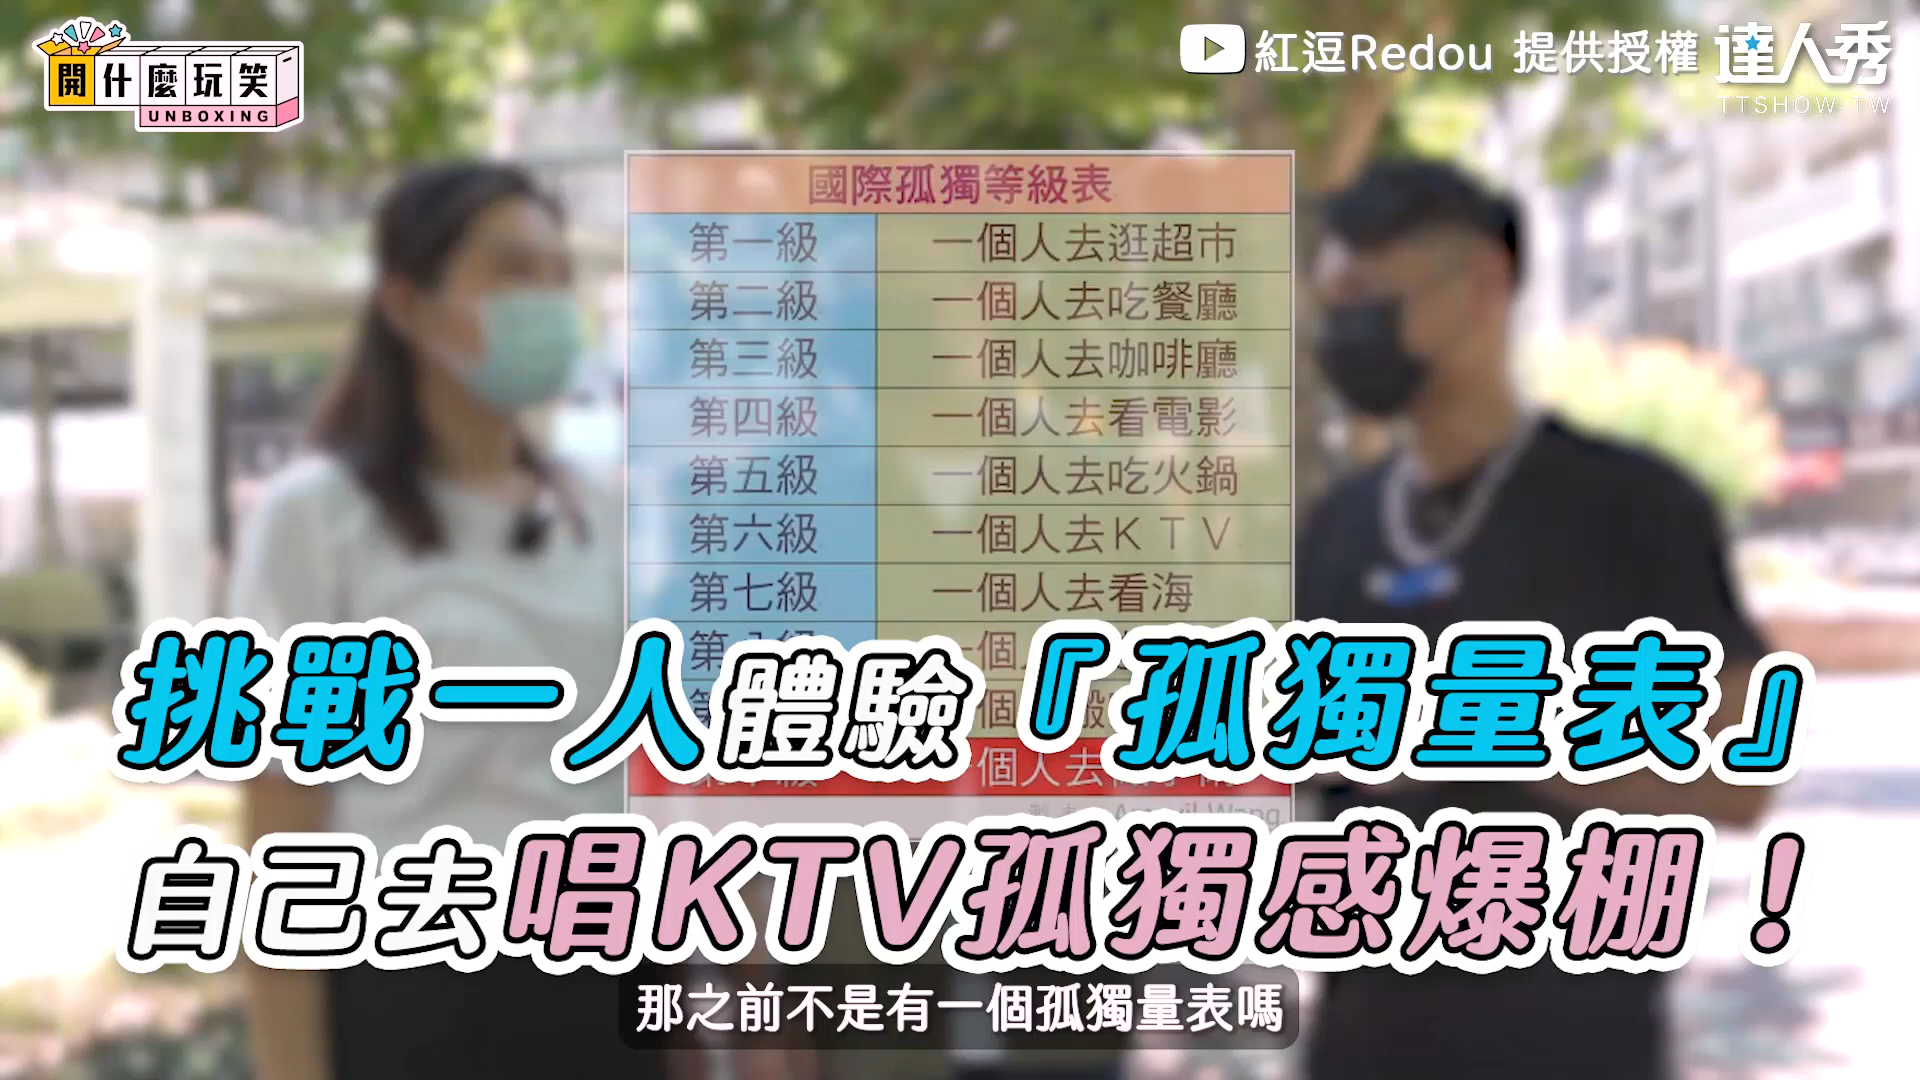 開什麼玩笑
UNBOXING
紅逗Redou 提供授權 達人秀
TTSHOW.TW
國際孤獨等級表
第一級 一個人去逛超市
第二級 一個人去吃餐廳
第三級 一個人去咖啡廳
第四級 一個人去看電影
第五級 一個人去吃火鍋
第六級 一個人去KTV
第七級 一個人去看海
挑戰一人體驗『孤獨量表』
個人去
Wang
自己去唱KTV孤獨感爆棚！
那之前不是有一個孤獨量表嗎